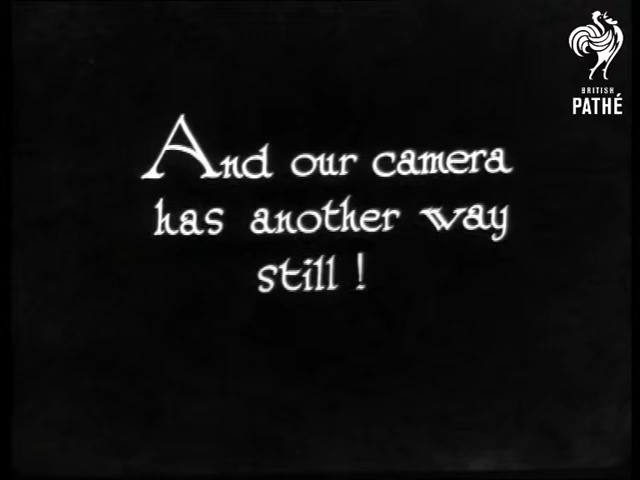 BRITISH
PATHÉ
And our camera
has another way
still !